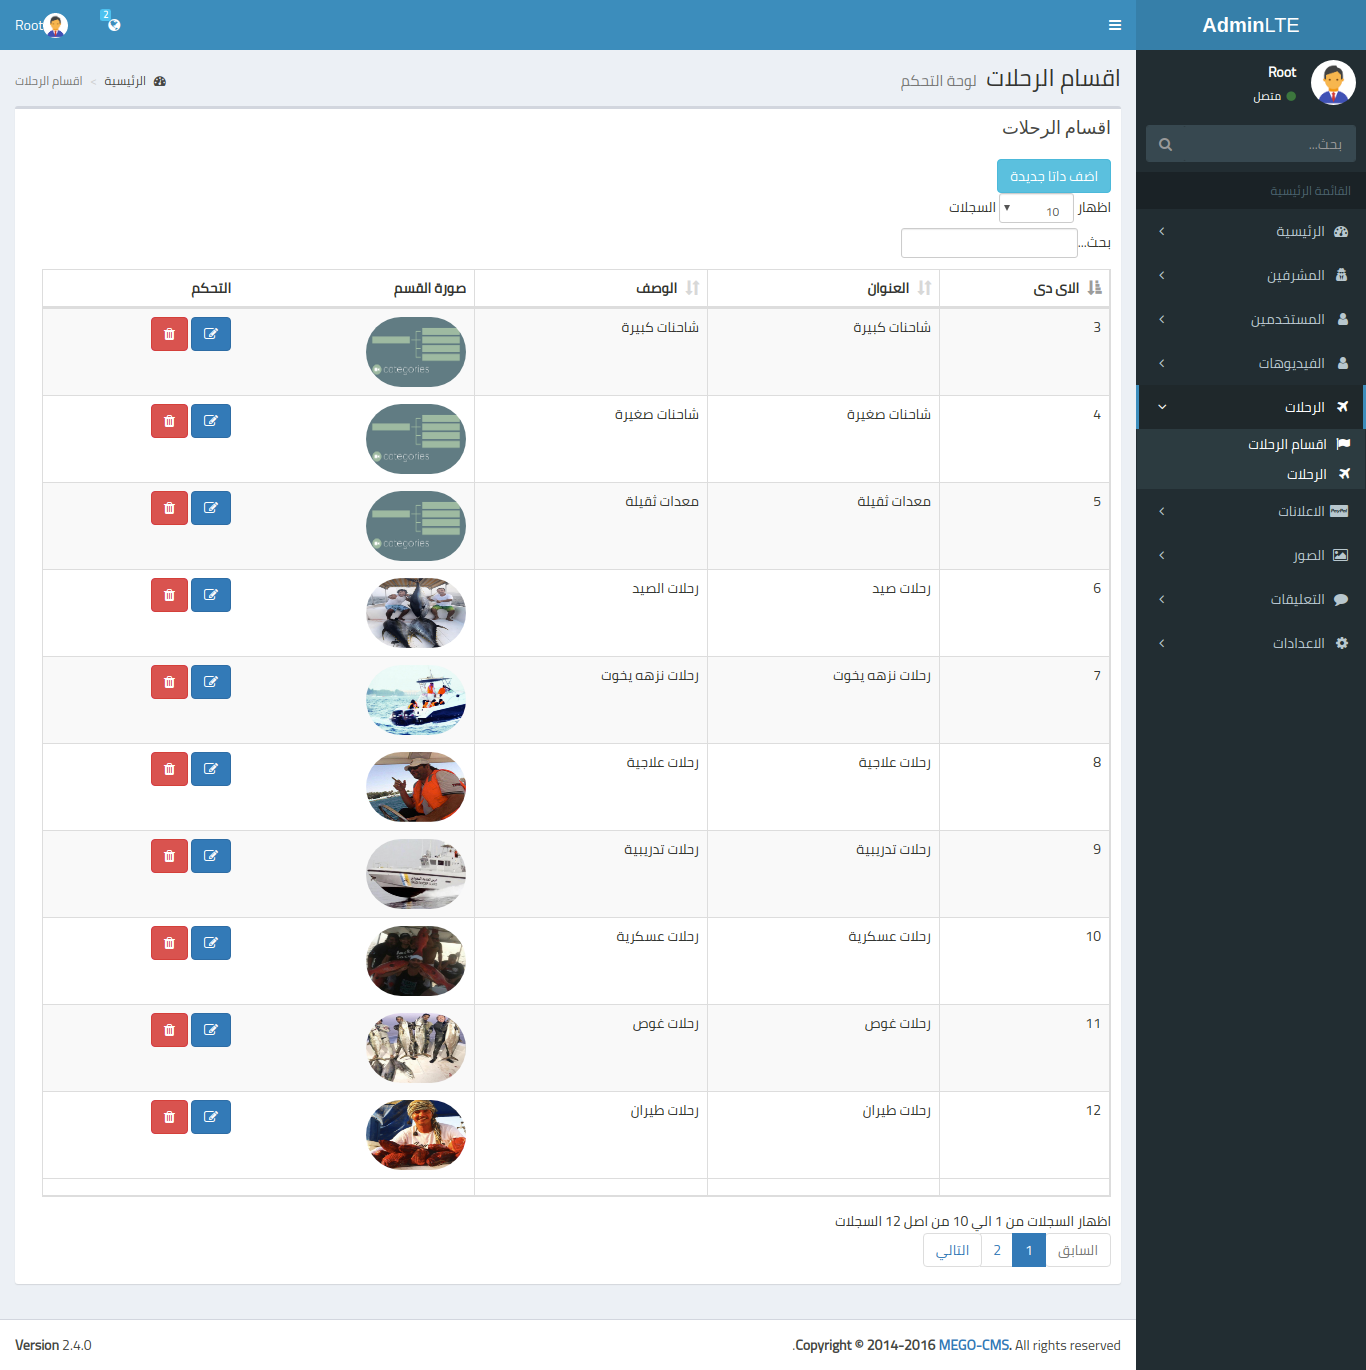 AdminLTE
Root
2
Root
متصل
بحث...
القائمة الرئيسية
الرئيسية
المشرفين
المستخدمين
الفيديوهات
الرحلات
اقسام الرحلات
الرحلات
الاعلانات
الصور
التعليقات
الاعدادات
اقسام الرحلات لوحة التحكم
الرئيسية > اقسام الرحلات
اقسام الرحلات
اضف داتا جديدة
اظهار 10 السجلات
بحث...
الاى دى العنوان الوصف صورة القسم التحكم
3 شاحنات كبيرة شاحنات كبيرة categories
4 شاحنات صغيرة شاحنات صغيرة categories
5 معدات ثقيلة معدات ثقيلة categories
6 رحلات صيد رحلات الصيد
7 رحلات نزهه يخوت رحلات نزهه يخوت
8 رحلات علاجية رحلات علاجية
9 رحلات تدريبية رحلات تدريبية
10 رحلات عسكرية رحلات عسكرية
11 رحلات غوص رحلات غوص
12 رحلات طيران رحلات طيران
اظهار السجلات من 1 الي 10 من اصل 12 السجلات
السابق 1 2 التالي
Copyright © 2014-2016 MEGO-CMS. All rights reserved.
Version 2.4.0